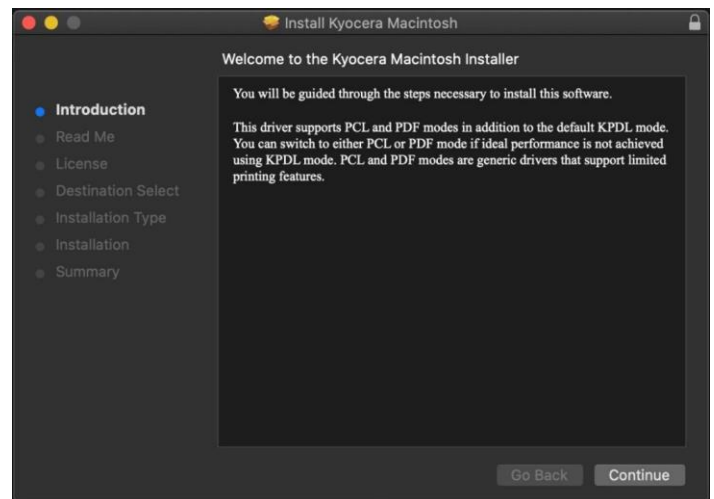 Install Kyocera Macintosh
Welcome to the Kyocera Macintosh Installer
Introduction
Read Me
License
Destination Select
Installation Type
Installation
Summary
You will be guided through the steps necessary to install this software.
This driver supports PCL and PDF modes in addition to the default KPDL mode.
You can switch to either PCL or PDF mode if ideal performance is not achieved
using KPDL mode. PCL and PDF modes are generic drivers that support limited
printing features.
Go Back
Continue